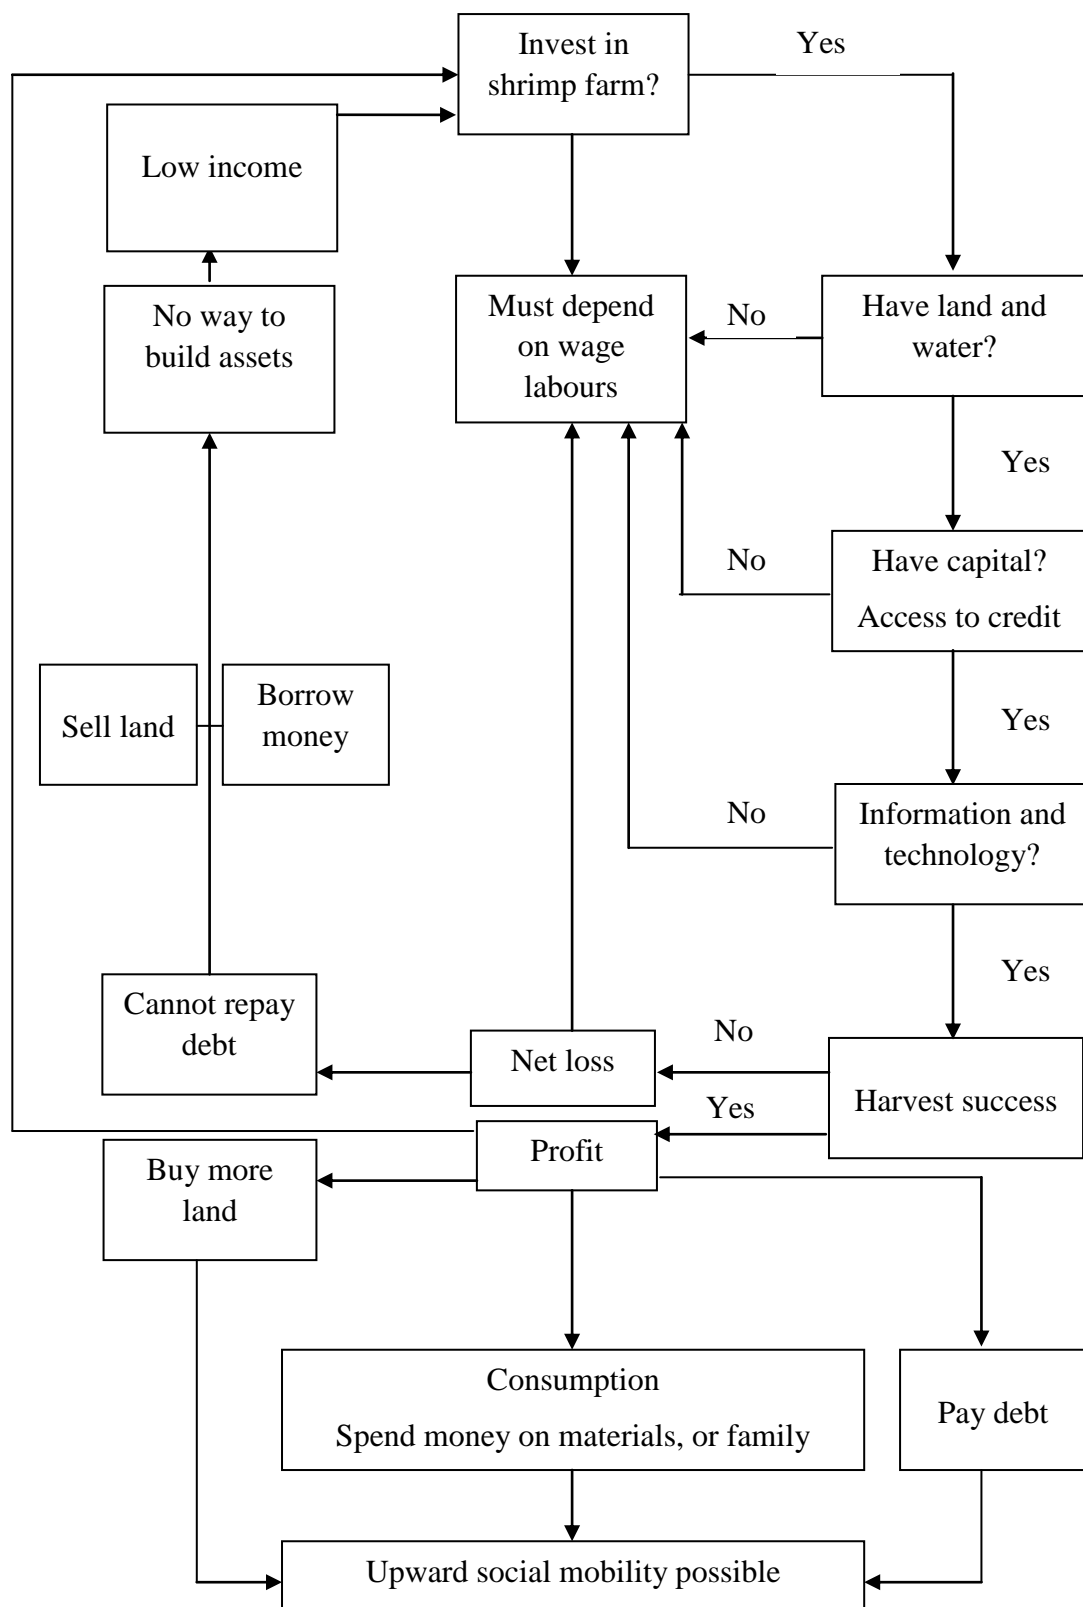 Invest in
shrimp farm?
Yes
Low income
No way to
build assets
Must depend
on wage
labours
No
Have land and
water?
Yes
No
Have capital?
Access to credit
Sell land
Borrow
money
Yes
No
Information and
technology?
Yes
Cannot repay
debt
Net loss
No
Harvest success
Yes
Profit
Buy more
land
Consumption
Spend money on materials, or family
Pay debt
Upward social mobility possible